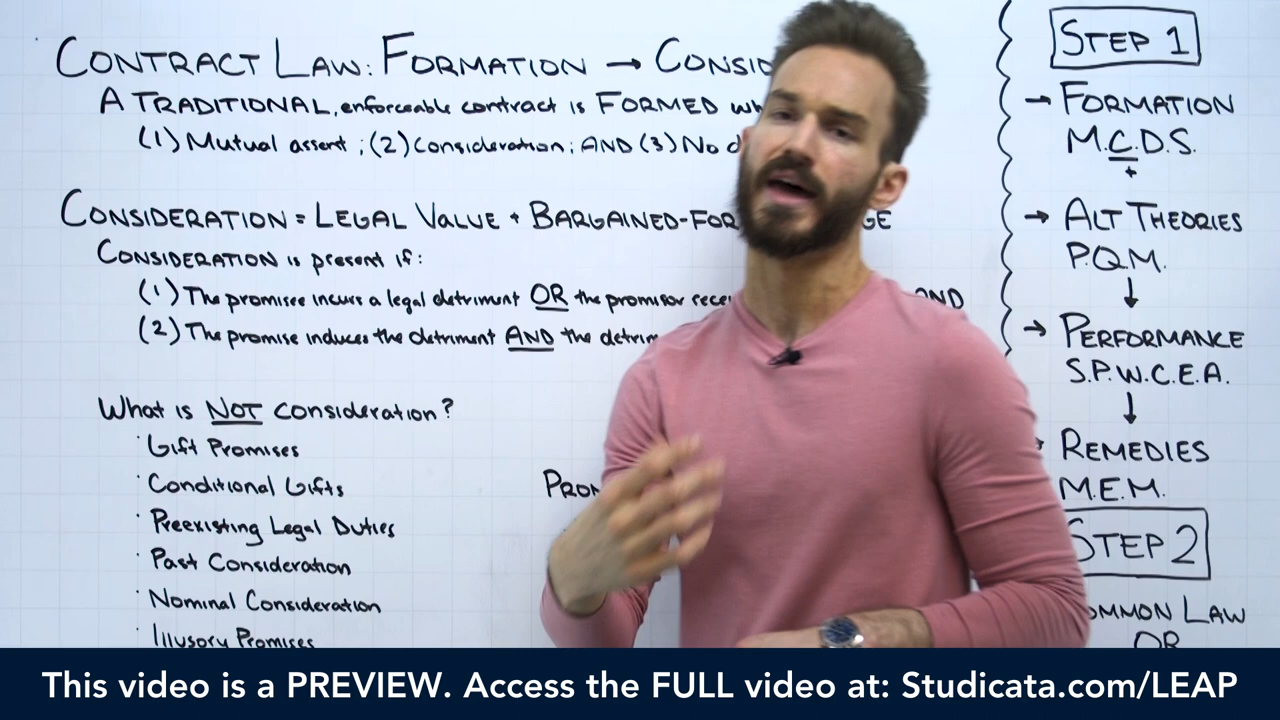 CONTRACT LAW: FORMATION → CONSID
A TRADITIONAL, enforceable contract is FORMED wh
(1) Mutual assent ; (2) Consideration ; AND (3) No d
CONSIDERATION = LEGAL VALUE + BARGAINED-FOR GE
CONSIDERATION is present if:
(1) The promisee incurs a legal detriment OR the promisor rece AND
(2) The promise induces the detriment AND the detrim
What is NOT consideration?
· Gift Promises
· Conditional Gifts
· Preexisting Legal Duties
· Past Consideration
· Nominal Consideration
· Illusory Promises
PROM
STEP 1
→ FORMATION
M.C.D.S.
+
→ ALT THEORIES
P.Q.M.
↓
→ PERFORMANCE
S.P.W.C.E.A.
↓
REMEDIES
M.E.M.
STEP 2
OMMON LAW
OR
This video is a PREVIEW. Access the FULL video at: Studicata.com/LEAP